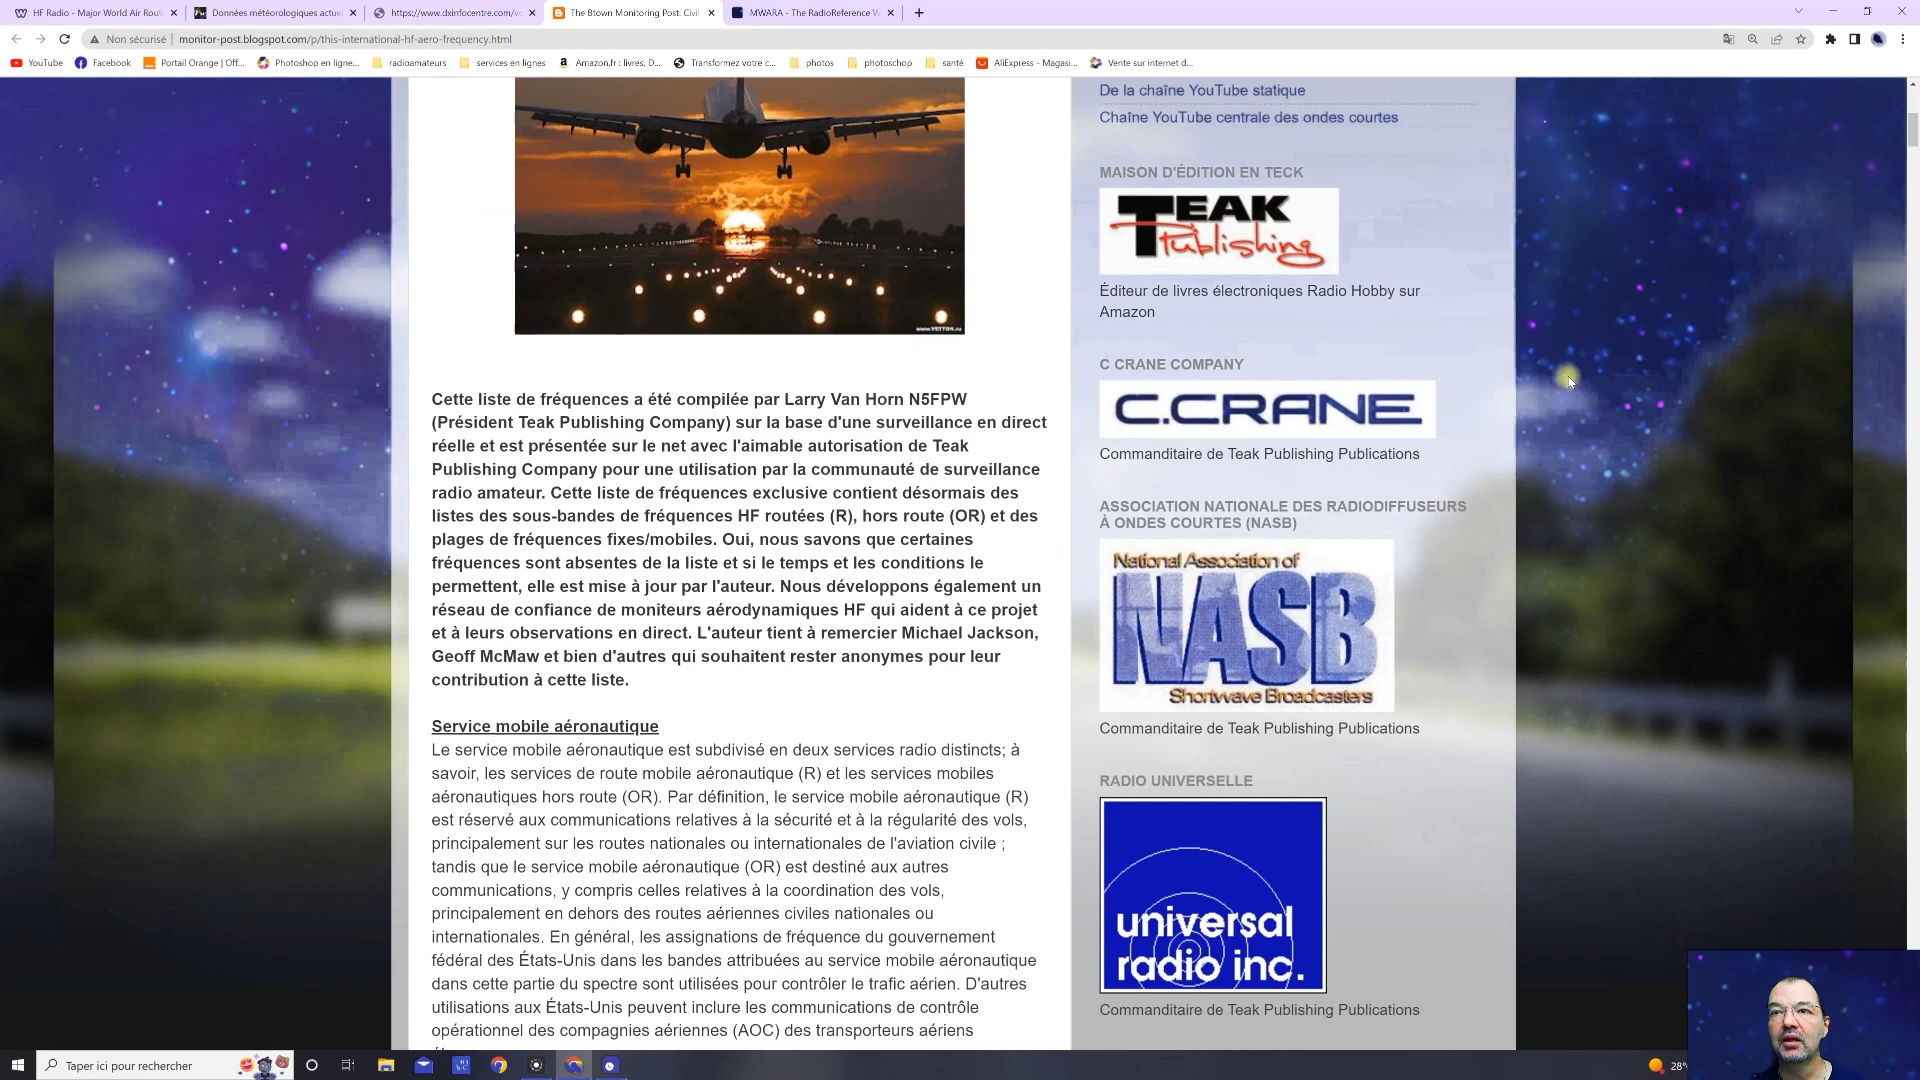 HF Radio - Major World Air Rout
Données météorologiques actue
https://www.dxinfocentre.com/v
The Btown Monitoring Post: Civi
MWARA - The RadioReference W
Non sécurisé
monitor-post.blogspot.com/p/this-international-hf-aero-frequency.html
YouTube
Facebook
Portail Orange | Off...
Photoshop en ligne...
radioamateurs
services en lignes
Amazon.fr : livres, D...
Transformez votre c...
photos
photoschop
santé
AliExpress - Magasi...
Vente sur internet d...
www.VETTON.ru
Cette liste de fréquences a été compilée par Larry Van Horn N5FPW
(Président Teak Publishing Company) sur la base d'une surveillance en direct
réelle et est présentée sur le net avec l'aimable autorisation de Teak
Publishing Company pour une utilisation par la communauté de surveillance
radio amateur. Cette liste de fréquences exclusive contient désormais des
listes des sous-bandes de fréquences HF routées (R), hors route (OR) et des
plages de fréquences fixes/mobiles. Oui, nous savons que certaines
fréquences sont absentes de la liste et si le temps et les conditions le
permettent, elle est mise à jour par l'auteur. Nous développons également un
réseau de confiance de moniteurs aérodynamiques HF qui aident à ce projet
et à leurs observations en direct. L'auteur tient à remercier Michael Jackson,
Geoff McMaw et bien d'autres qui souhaitent rester anonymes pour leur
contribution à cette liste.
Service mobile aéronautique
Le service mobile aéronautique est subdivisé en deux services radio distincts; à
savoir, les services de route mobile aéronautique (R) et les services mobiles
aéronautiques hors route (OR). Par définition, le service mobile aéronautique (R)
est réservé aux communications relatives à la sécurité et à la régularité des vols,
principalement sur les routes nationales ou internationales de l'aviation civile ;
tandis que le service mobile aéronautique (OR) est destiné aux autres
communications, y compris celles relatives à la coordination des vols,
principalement en dehors des routes aériennes civiles nationales ou
internationales. En général, les assignations de fréquence du gouvernement
fédéral des États-Unis dans les bandes attribuées au service mobile aéronautique
dans cette partie du spectre sont utilisées pour contrôler le trafic aérien. D'autres
utilisations aux États-Unis peuvent inclure les communications de contrôle
opérationnel des compagnies aériennes (AOC) des transporteurs aériens
De la chaîne YouTube statique
Chaîne YouTube centrale des ondes courtes
MAISON D'ÉDITION EN TECK
TEAK
Publishing
Éditeur de livres électroniques Radio Hobby sur
Amazon
C CRANE COMPANY
C.CRANE
Commanditaire de Teak Publishing Publications
ASSOCIATION NATIONALE DES RADIODIFFUSEURS
À ONDES COURTES (NASB)
National Association of
NASB
Shortwave Broadcasters
Commanditaire de Teak Publishing Publications
RADIO UNIVERSELLE
universal
radio inc.
Commanditaire de Teak Publishing Publications
Taper ici pour rechercher
28°